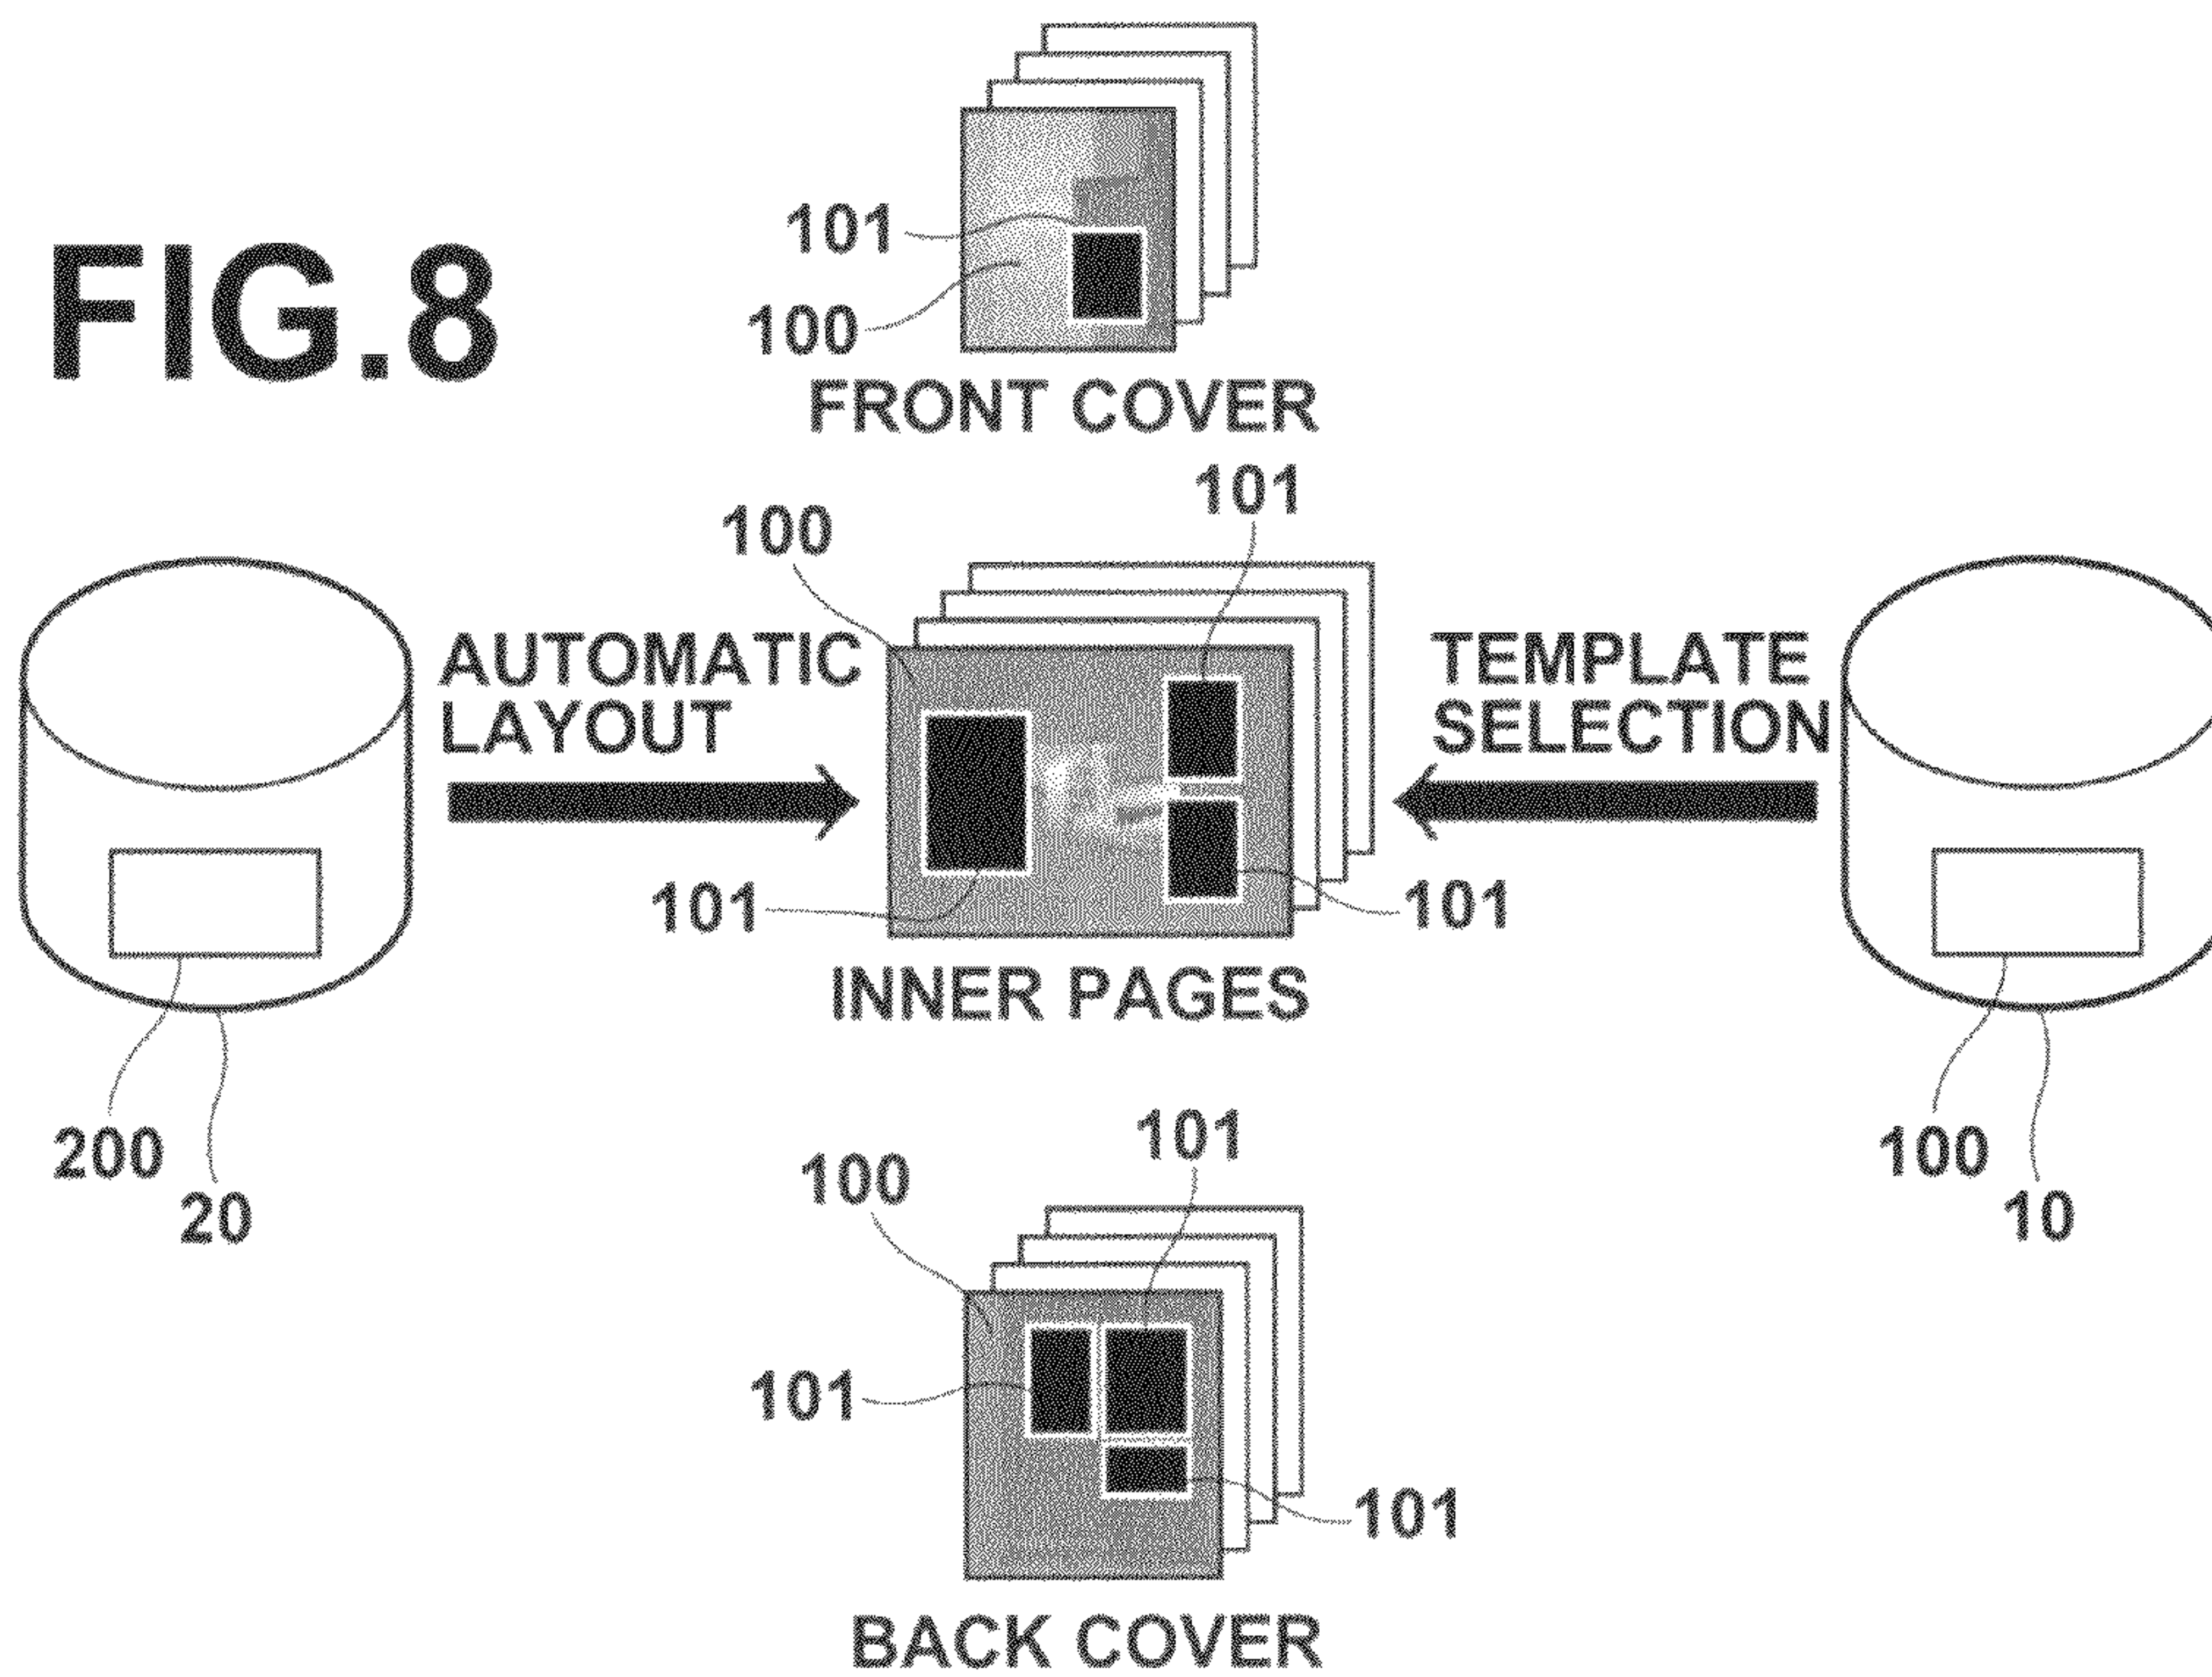 FIG.8
101
100
FRONT COVER
101
100
AUTOMATIC
LAYOUT
TEMPLATE
SELECTION
101
101
INNER PAGES
200
20
100
10
101
100
101
101
BACK COVER